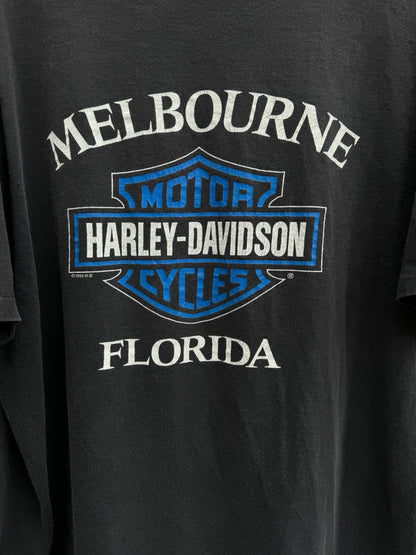 MELBOURNE
MOTOR
HARLEY-DAVIDSON
CYCLES
®
FLORIDA